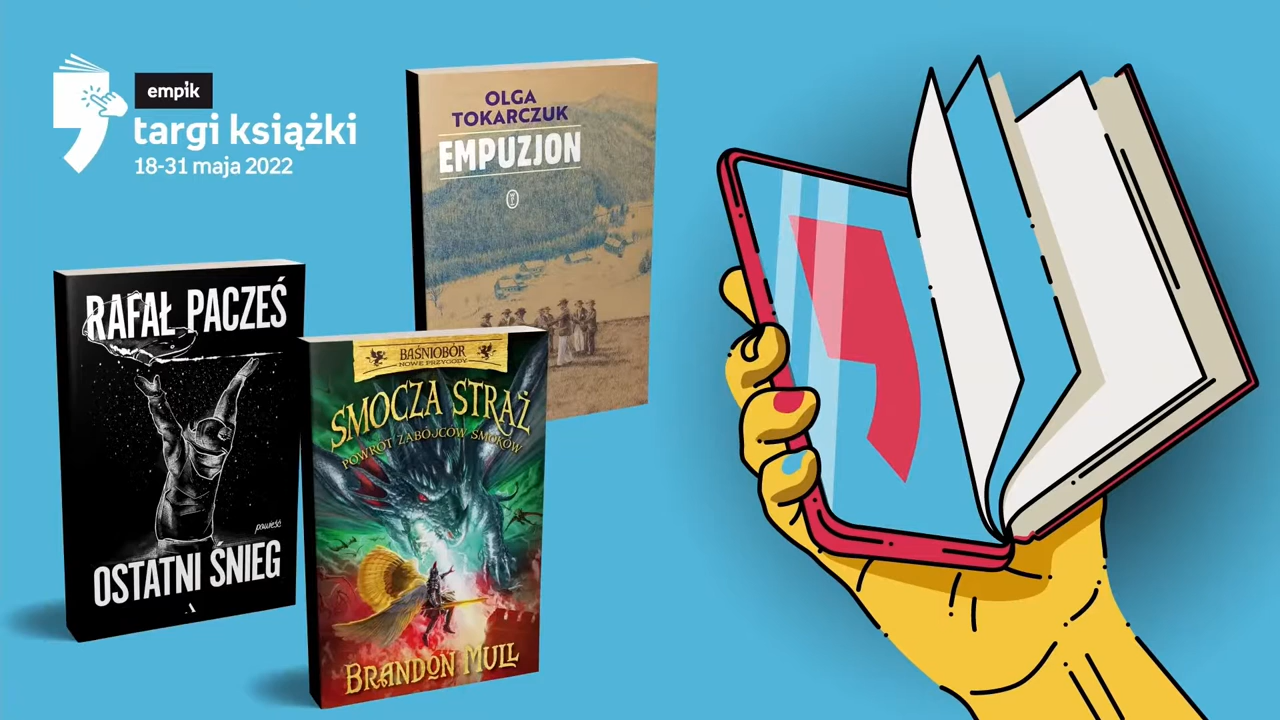 empik
targi książki
18-31 maja 2022
OLGA
TOKARCZUK
EMPUZJON
RAFAŁ PACZEŚ
powieść
OSTATNI ŚNIEG
A
BAŚNIOBÓR
NOWE PRZYGODY
SMOCZA STRAŻ
POWRÓT ZABÓJCÓW SMOKÓW
BRANDON MULL